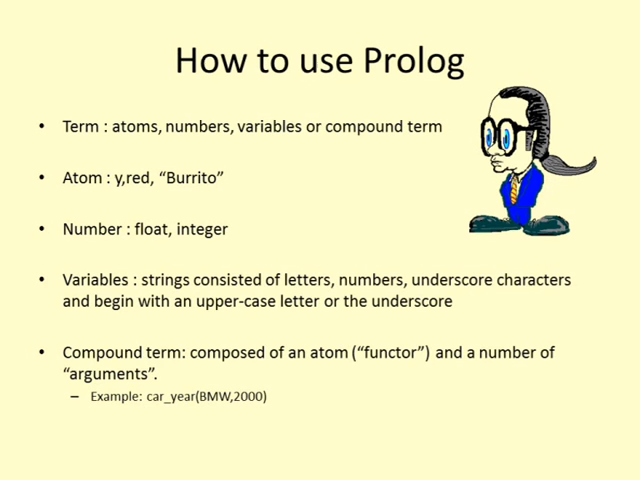 How to use Prolog
• Term : atoms, numbers, variables or compound term
• Atom : y,red, “Burrito”
• Number : float, integer
• Variables : strings consisted of letters, numbers, underscore characters
and begin with an upper-case letter or the underscore
• Compound term: composed of an atom (“functor”) and a number of
“arguments”.
– Example: car_year(BMW,2000)